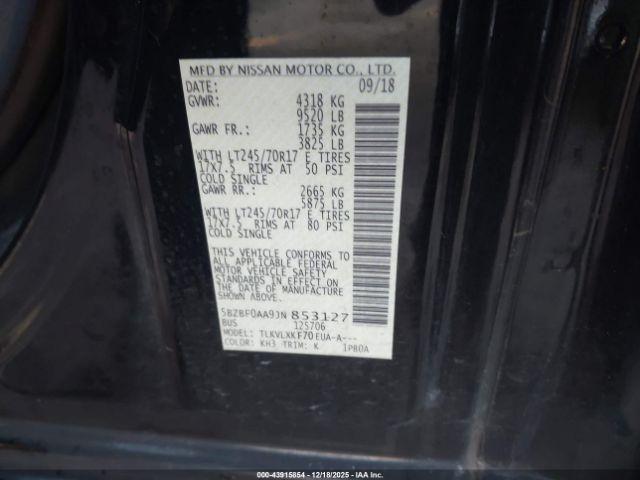 MFD BY NISSAN MOTOR CO., LTD.
DATE: 09/18
GVWR: 4318 KG
9520 LB
GAWR FR.: 1735 KG
3825 LB
WITH LT245/70R17 E TIRES
17X7.5 RIMS AT 50 PSI
COLD SINGLE
GAWR RR.: 2665 KG
5875 LB
WITH LT245/70R17 E TIRES
17X7.5 RIMS AT 80 PSI
COLD SINGLE
THIS VEHICLE CONFORMS TO
ALL APPLICABLE FEDERAL
MOTOR VEHICLE SAFETY
STANDARDS IN EFFECT ON
THE DATE OF MANUFACTURE
SHOWN ABOVE.
5BZBF0AA9JN853127
BUS 12S706
MODEL: TLKVLXKF70EUA-A---
COLOR: KH3 TRIM: K 1P80A
000-43915854 - 12/18/2025 - IAA Inc.